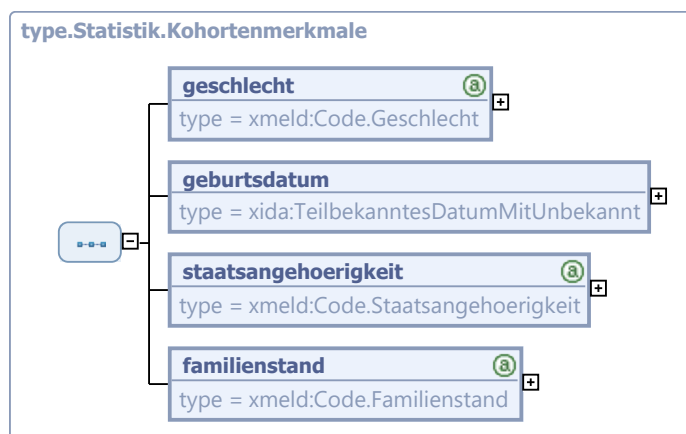 type.Statistik.Kohortenmerkmale
geschlecht
type = xmeld:Code.Geschlecht
geburtsdatum
type = xida:TeilbekanntesDatumMitUnbekannt
staatsangehoerigkeit
type = xmeld:Code.Staatsangehoerigkeit
familienstand
type = xmeld:Code.Familienstand